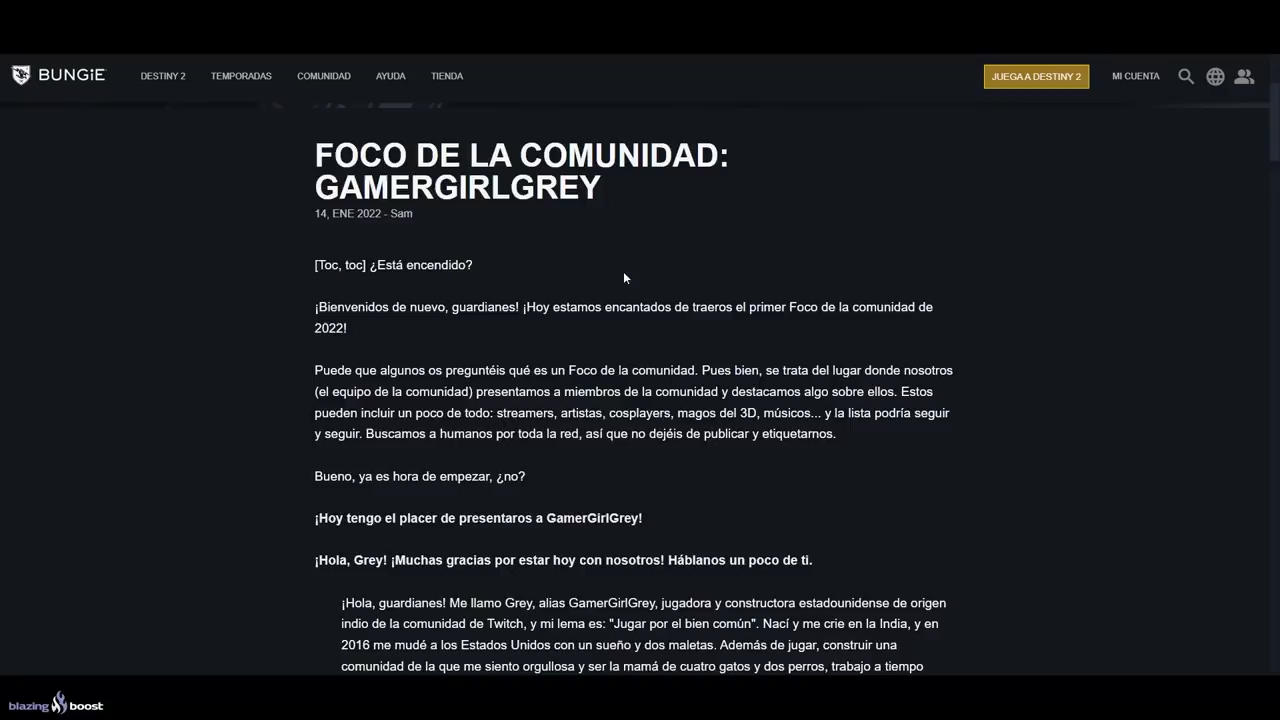 BUNGiE
DESTINY 2 TEMPORADAS COMUNIDAD AYUDA TIENDA
JUEGA A DESTINY 2 MI CUENTA
FOCO DE LA COMUNIDAD:
GAMERGIRLGREY
14, ENE 2022 - Sam
[Toc, toc] ¿Está encendido?
¡Bienvenidos de nuevo, guardianes! ¡Hoy estamos encantados de traeros el primer Foco de la comunidad de
2022!
Puede que algunos os preguntéis qué es un Foco de la comunidad. Pues bien, se trata del lugar donde nosotros
(el equipo de la comunidad) presentamos a miembros de la comunidad y destacamos algo sobre ellos. Estos
pueden incluir un poco de todo: streamers, artistas, cosplayers, magos del 3D, músicos... y la lista podría seguir
y seguir. Buscamos a humanos por toda la red, así que no dejéis de publicar y etiquetarnos.
Bueno, ya es hora de empezar, ¿no?
¡Hoy tengo el placer de presentaros a GamerGirlGrey!
¡Hola, Grey! ¡Muchas gracias por estar hoy con nosotros! Háblanos un poco de ti.
¡Hola, guardianes! Me llamo Grey, alias GamerGirlGrey, jugadora y constructora estadounidense de origen
indio de la comunidad de Twitch, y mi lema es: "Jugar por el bien común". Nací y me crie en la India, y en
2016 me mudé a los Estados Unidos con un sueño y dos maletas. Además de jugar, construir una
comunidad de la que me siento orgullosa y ser la mamá de cuatro gatos y dos perros, trabajo a tiempo
blazing boost